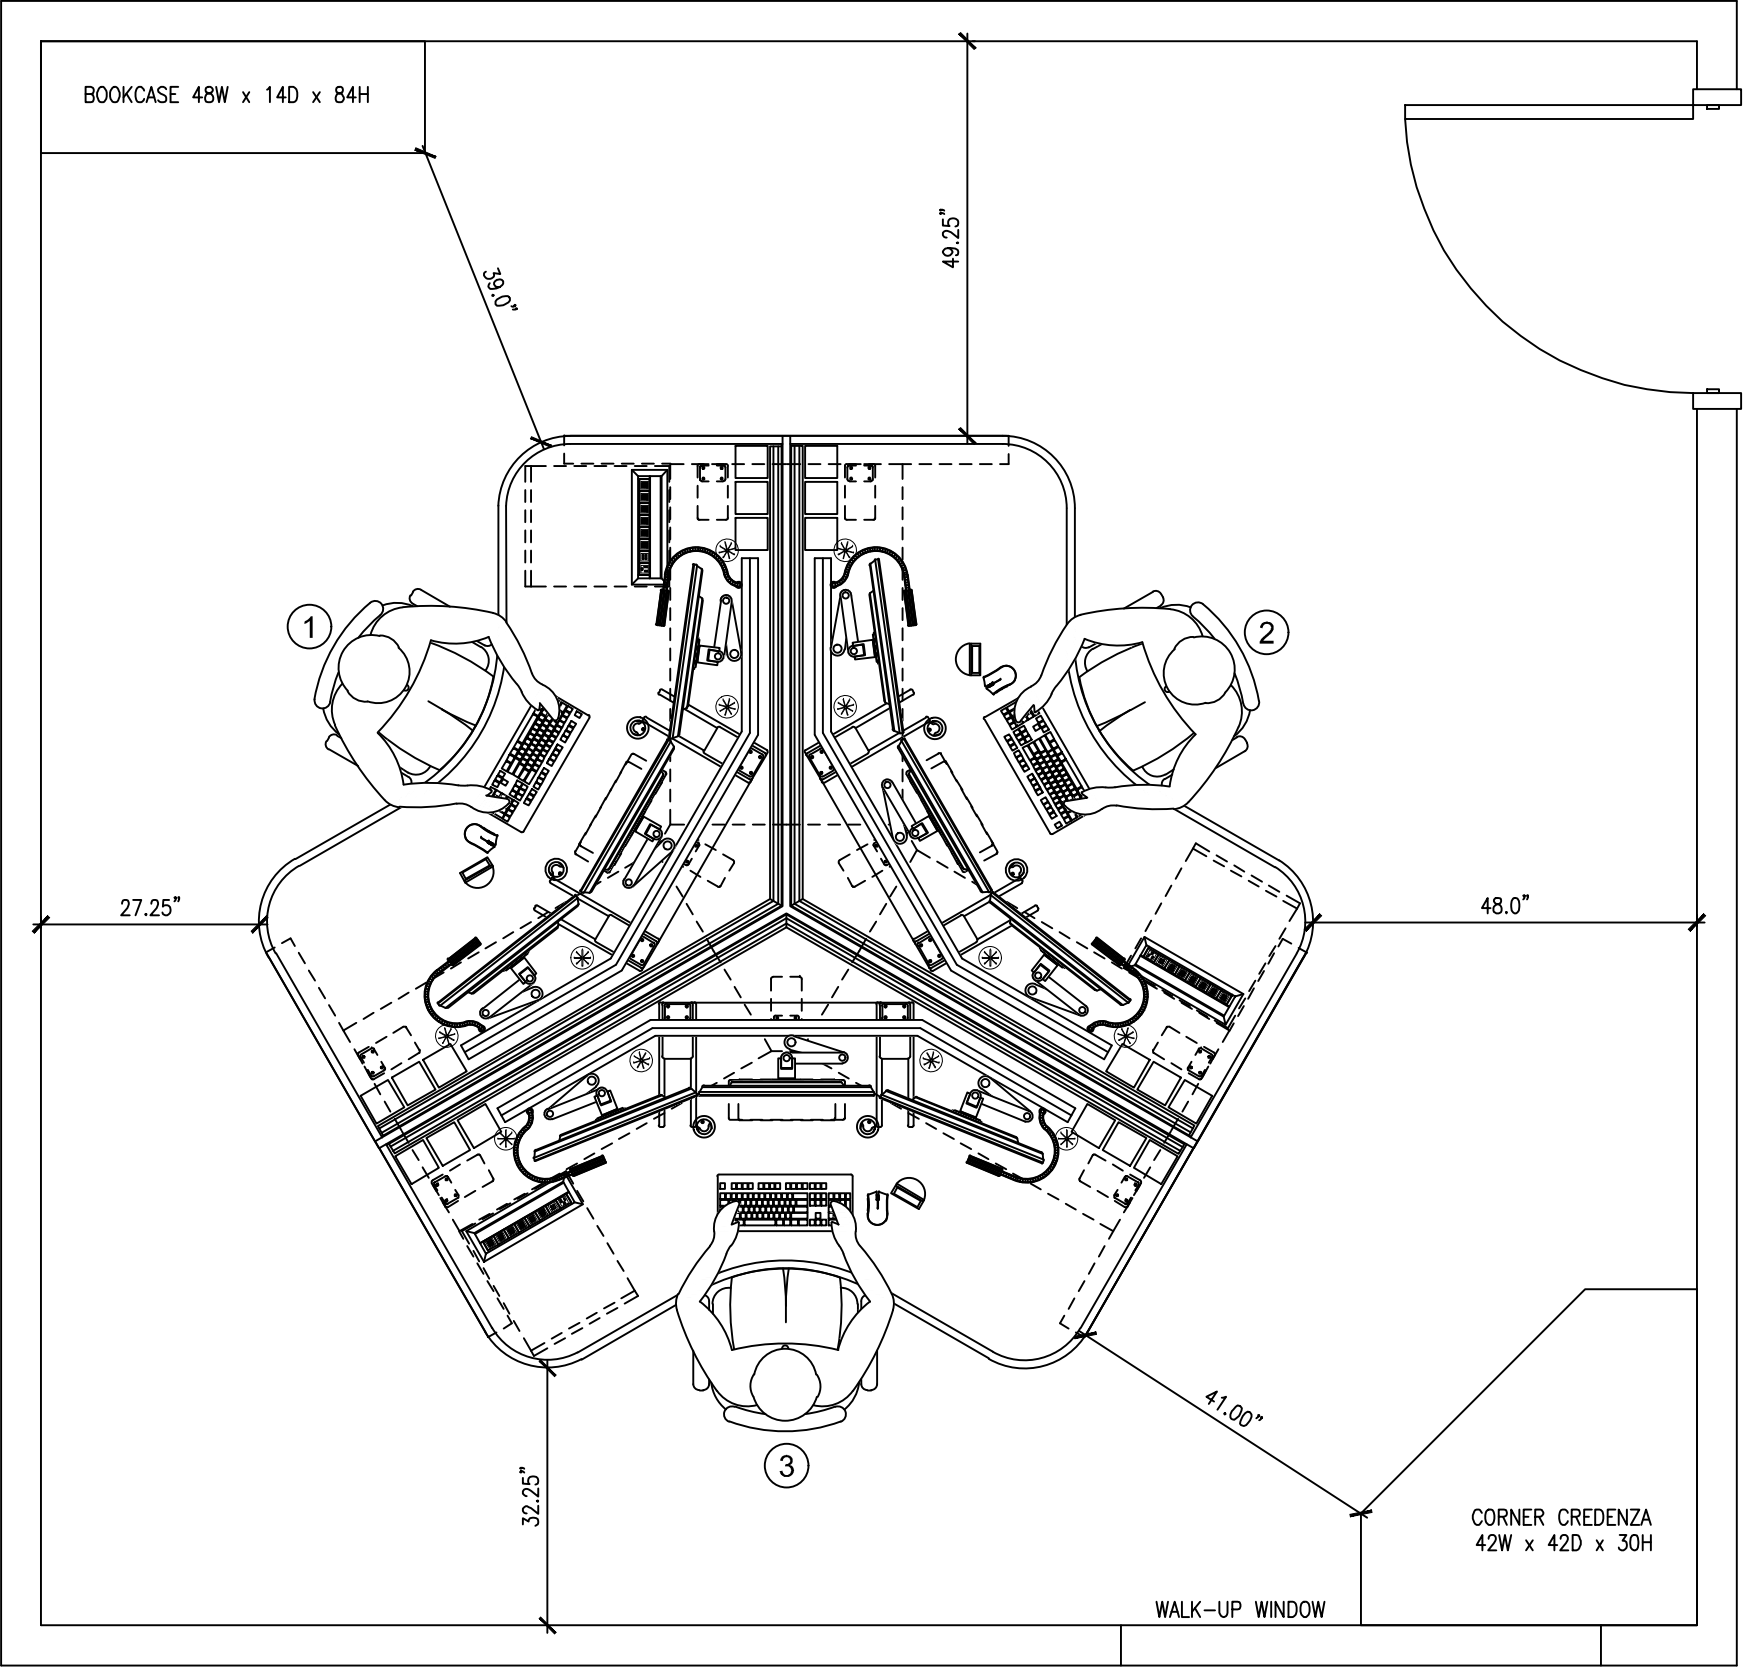 BOOKCASE 48W x 14D x 84H
49.25"
39.0"
1
2
27.25"
48.0"
41.00"
3
32.25"
CORNER CREDENZA
42W x 42D x 30H
WALK-UP WINDOW